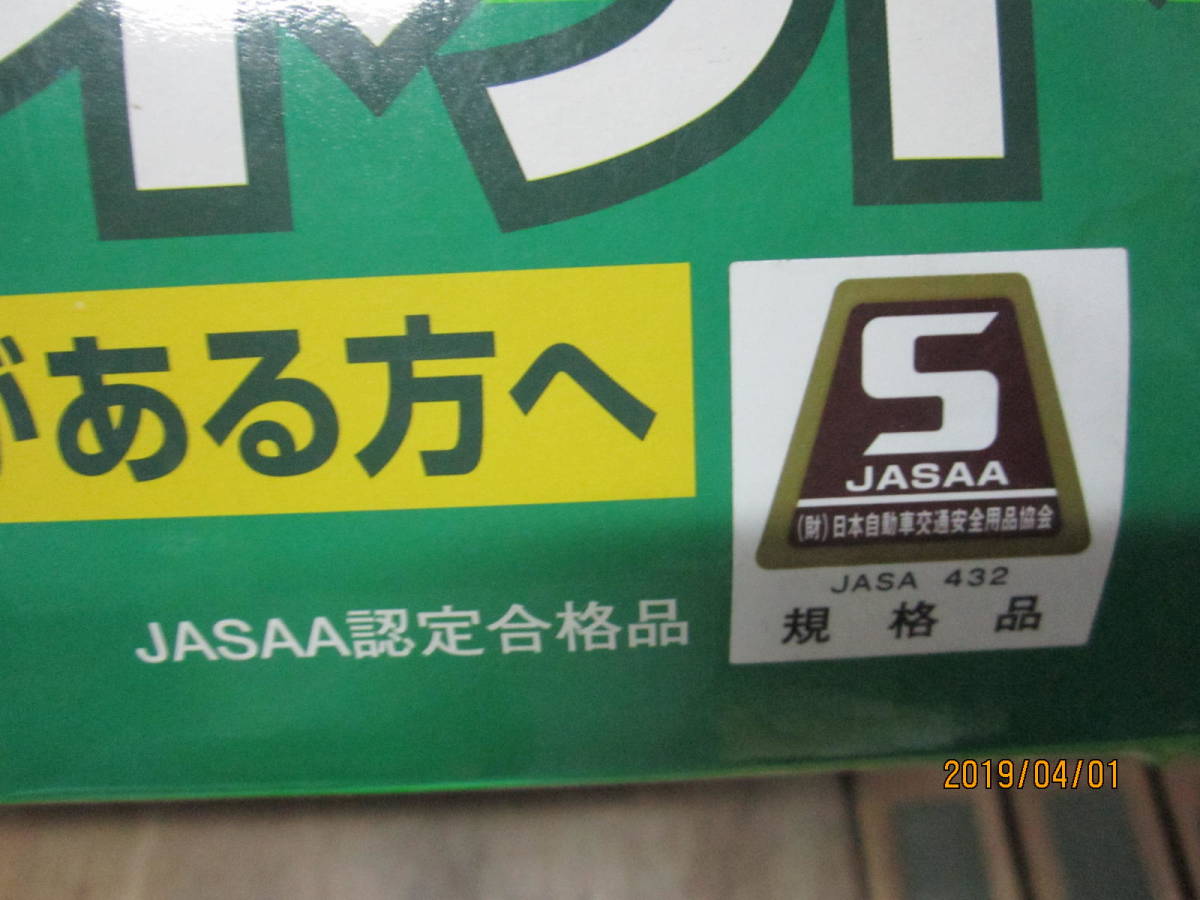 がある方へ
S
JASAA
(財)日本自動車交通安全用品協会
JASA 432
規格品
JASAA認定合格品
2019/04/01